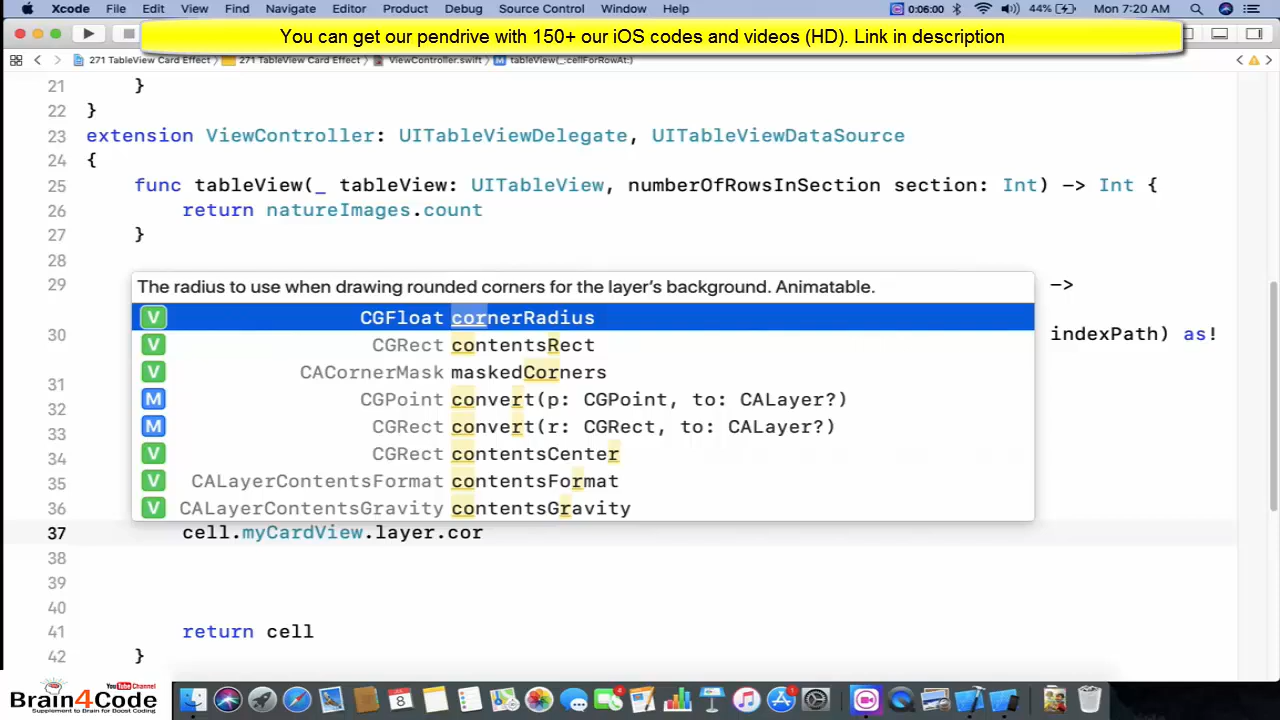 Xcode File Edit View Find Navigate Editor Product Debug Source Control Window Help 0:06:00 44% Mon 7:20 AM
You can get our pendrive with 150+ our iOS codes and videos (HD). Link in description
271 TableView Card Effect 271 TableView Card Effect ViewController.swift M tableView(_:cellForRowAt:)
21 }
22 }
23 extension ViewController: UITableViewDelegate, UITableViewDataSource
24 {
25 func tableView(_ tableView: UITableView, numberOfRowsInSection section: Int) -> Int {
26 return natureImages.count
27 }
28
29 ->
The radius to use when drawing rounded corners for the layer's background. Animatable.
V CGFloat cornerRadius
30 indexPath) as!
V CGRect contentsRect
V CACornerMask maskedCorners
31
M CGPoint convert(p: CGPoint, to: CALayer?)
32
M CGRect convert(r: CGRect, to: CALayer?)
33
V CGRect contentsCenter
34
V CALayerContentsFormat contentsFormat
35
V CALayerContentsGravity contentsGravity
36
37 cell.myCardView.layer.cor
38
39
40
41 return cell
42 }
YouTube Channel
Brain4Code
Supplement to Brain for Boost Coding
8
4
1